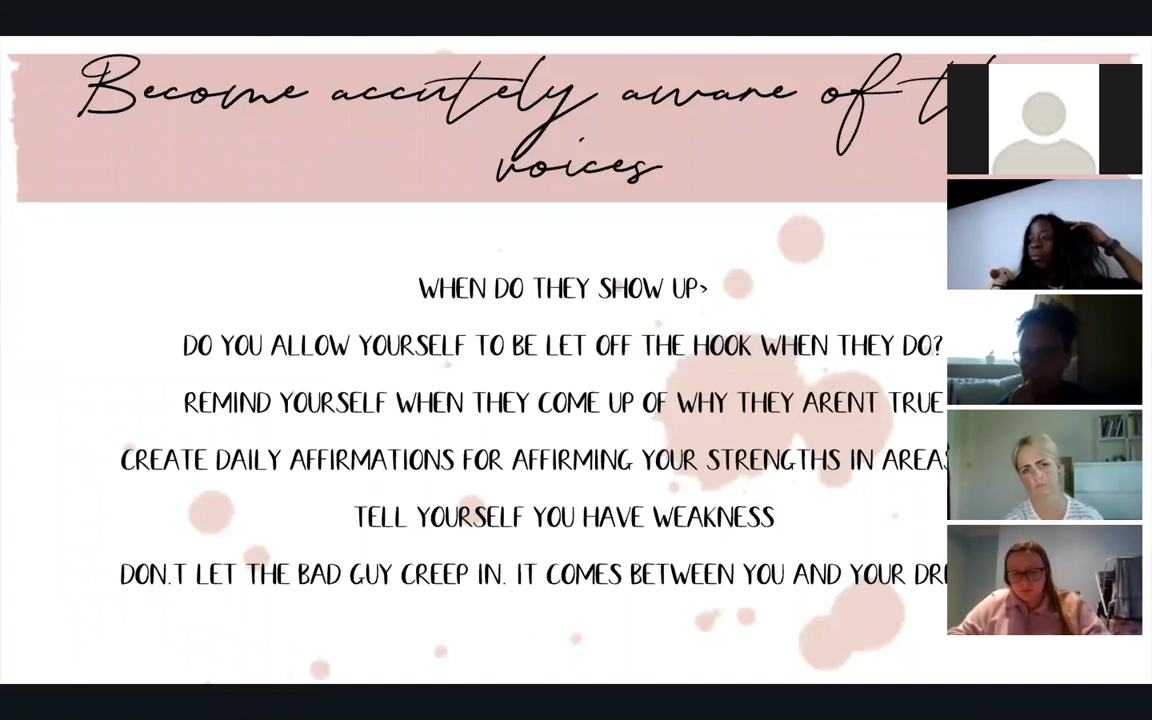 Become accutely aware of
voices
WHEN DO THEY SHOW UP>
DO YOU ALLOW YOURSELF TO BE LET OFF THE HOOK WHEN THEY DO?
REMIND YOURSELF WHEN THEY COME UP OF WHY THEY ARENT TRUE
CREATE DAILY AFFIRMATIONS FOR AFFIRMING YOUR STRENGTHS IN
TELL YOURSELF YOU HAVE WEAKNESS
DON.T LET THE BAD GUY CREEP IN. IT COMES BETWEEN YOU AND YOUR